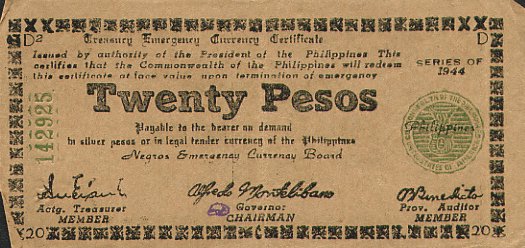 XX XX
D2 Treasury Emergency Currency Certificate D
Issued by authority of the President of the Philippines This
certifies that the Commonwealth of the Philippines will redeem
this certificate at face value upon termination of emergency
SERIES OF
1944
Twenty Pesos
142925
Payable to the bearer on demand
in silver pesos or in legal tender currency of the Philippines
Negros Emergency Currency Board
Philippines
Actg. Treasurer
MEMBER
Governor
CHAIRMAN
Prov. Auditor
MEMBER
20 C 20